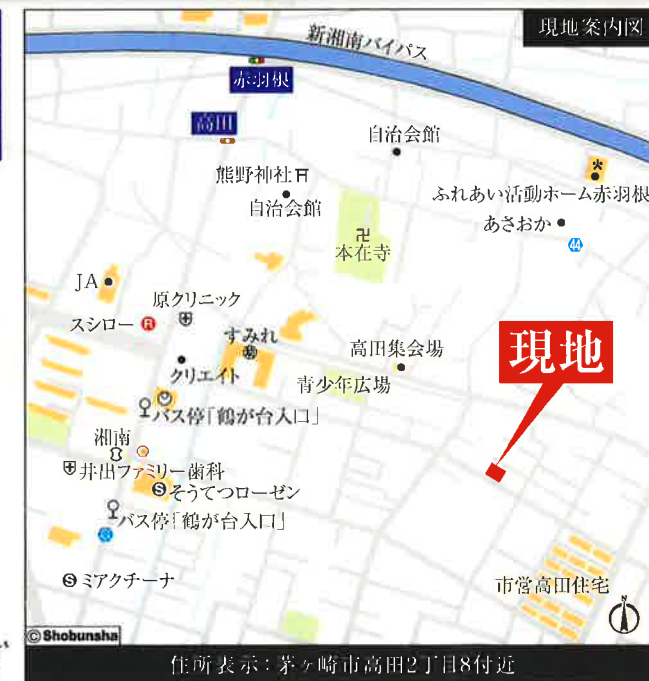 現地案内図
新湘南バイパス
赤羽根
高田
自治会館
熊野神社
自治会館
ふれあい活動ホーム赤羽根
あさおか
44
卍
本在寺
JA
原クリニック
スシロー
R
すみれ
高田集会場
現地
クリエイト
青少年広場
バス停「鶴が台入口」
湘南
井出ファミリー歯科
S そうてつローゼン
バス停「鶴が台入口」
S ミアクチーナ
市営高田住宅
N
© Shobunsha
住所表示:茅ヶ崎市高田2丁目8付近